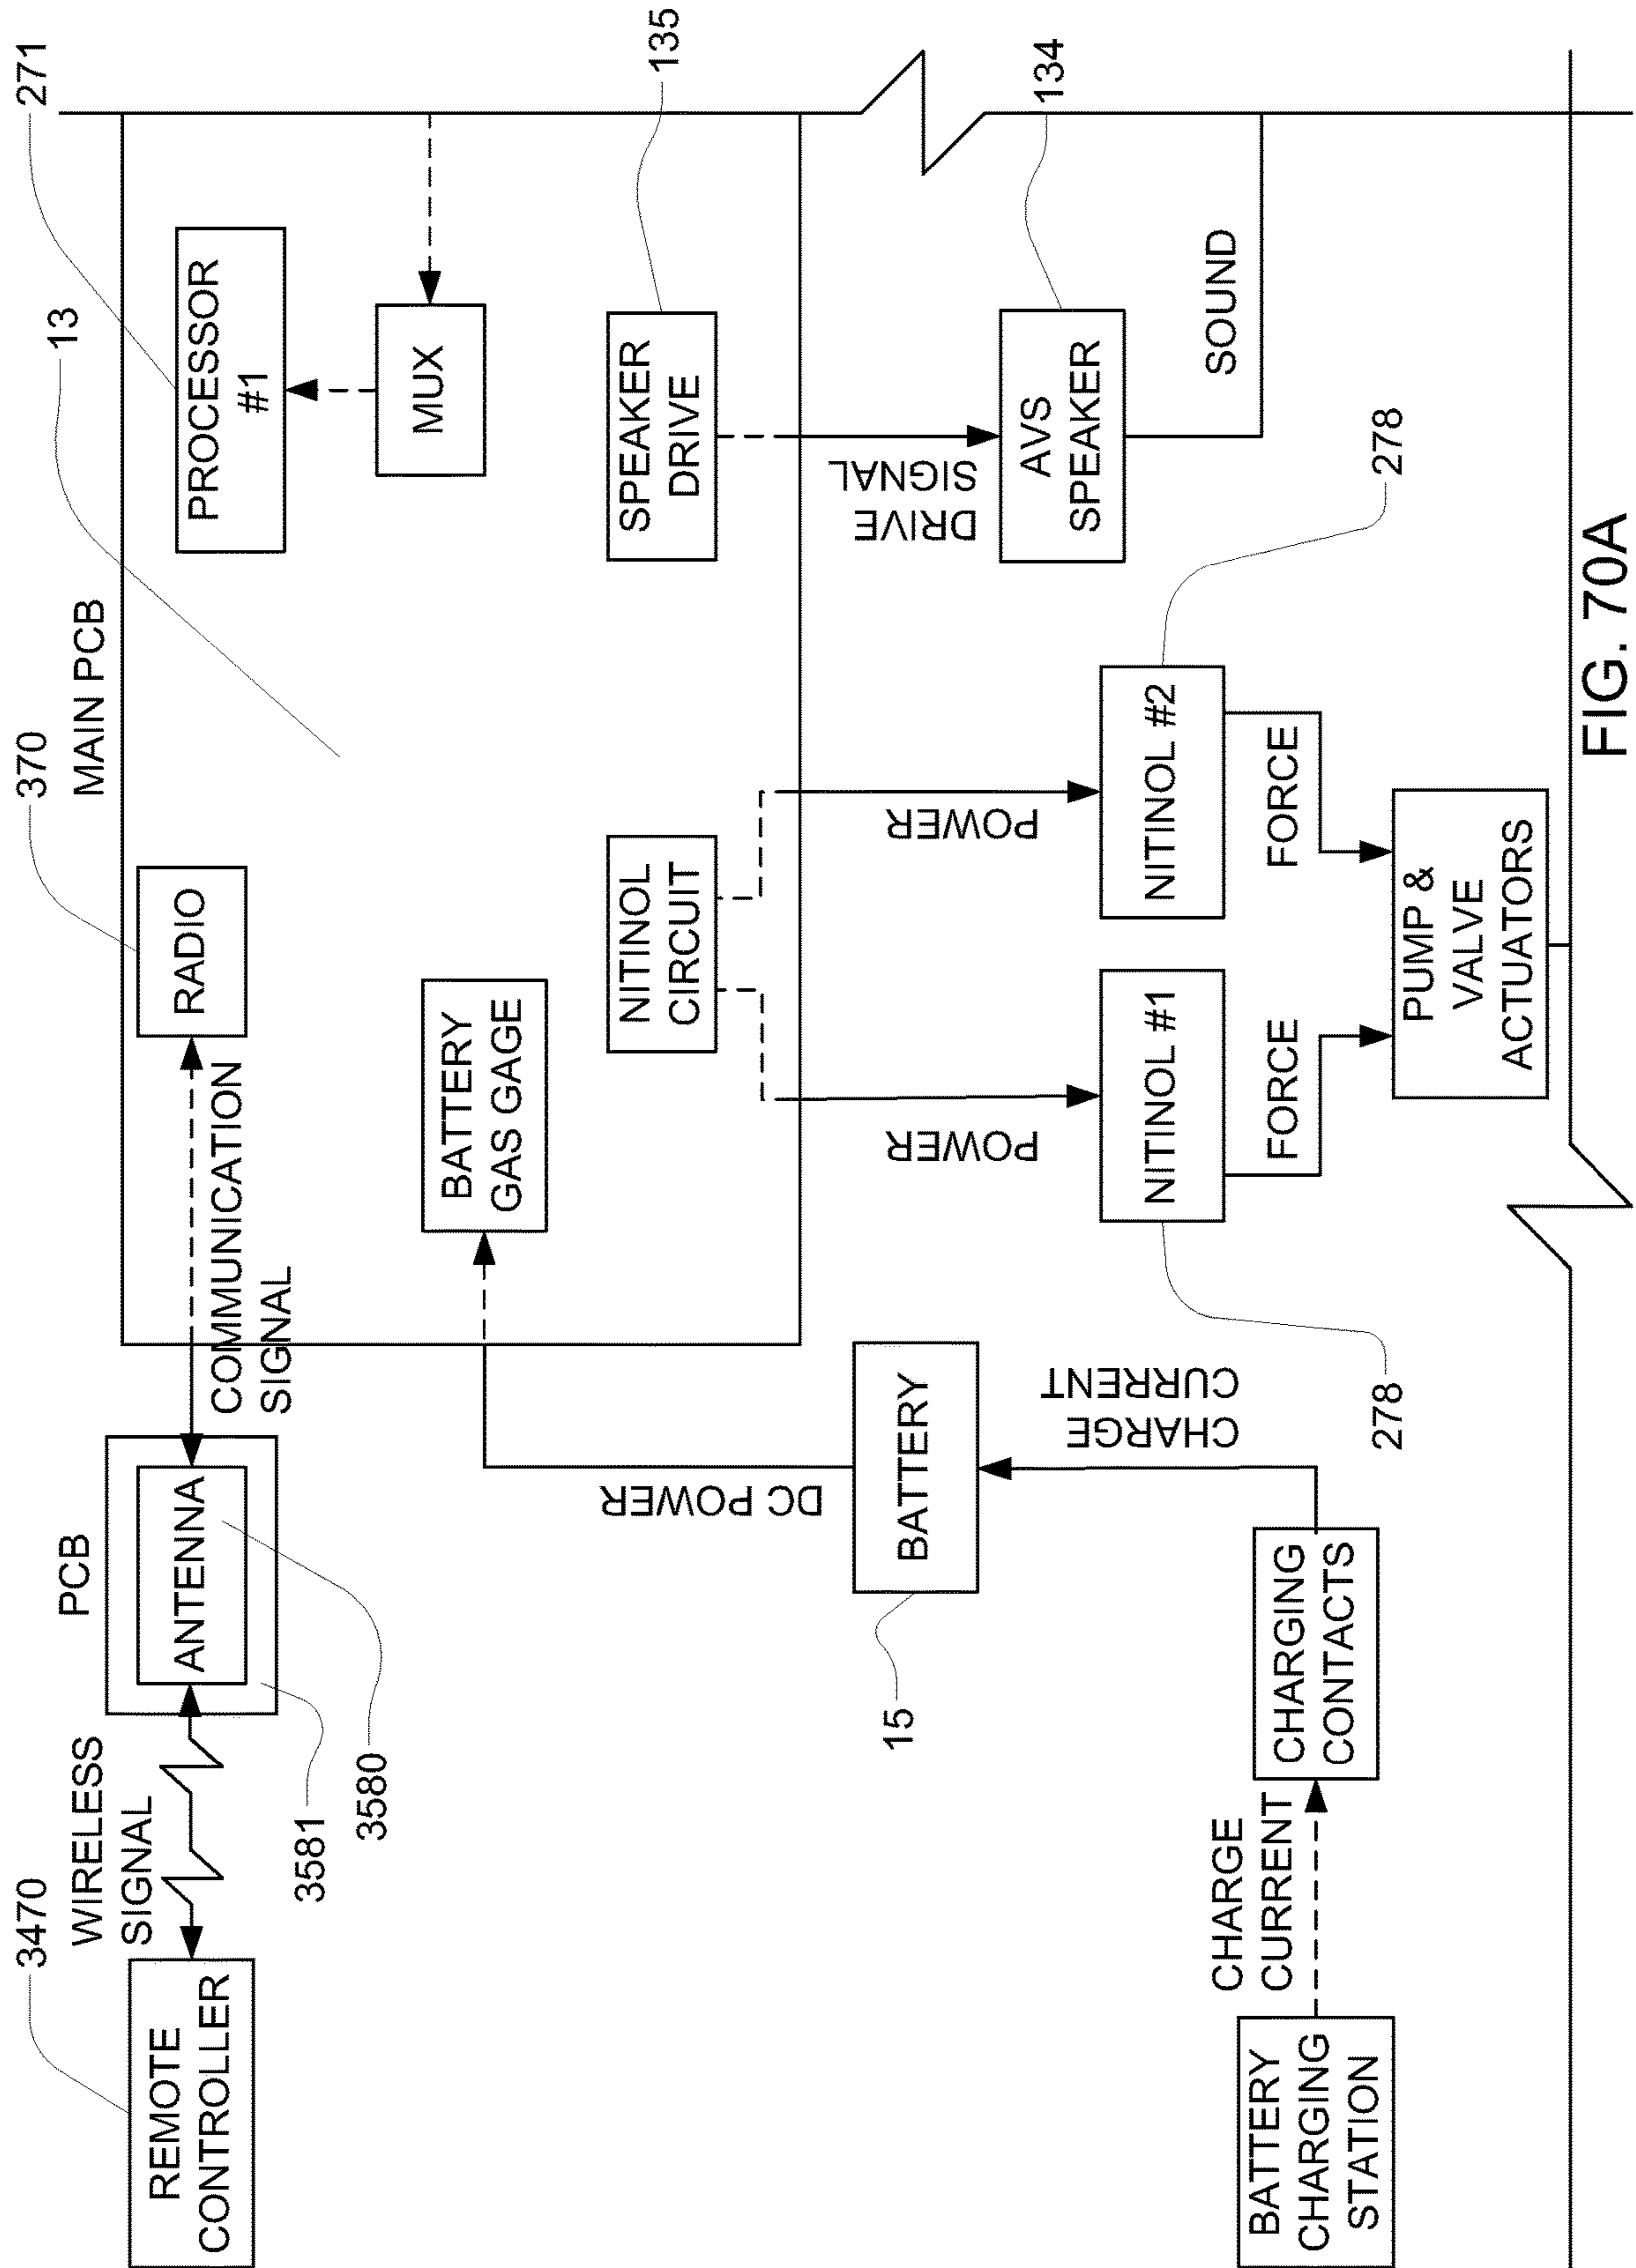 3470
REMOTE
CONTROLLER
WIRELESS
SIGNAL
3581
3580
PCB
ANTENNA
COMMUNICATION
SIGNAL
370
RADIO
MAIN PCB
13
271
PROCESSOR
#1
MUX
BATTERY
GAS GAGE
NITINOL
CIRCUIT
SPEAKER
DRIVE
135
DC POWER
BATTERY
15
POWER
POWER
DRIVE
SIGNAL
AVS
SPEAKER
134
SOUND
CHARGE
CURRENT
NITINOL #1
278
NITINOL #2
278
FORCE
FORCE
BATTERY
CHARGING
STATION
CHARGE
CURRENT
CHARGING
CONTACTS
PUMP &
VALVE
ACTUATORS
FIG. 70A